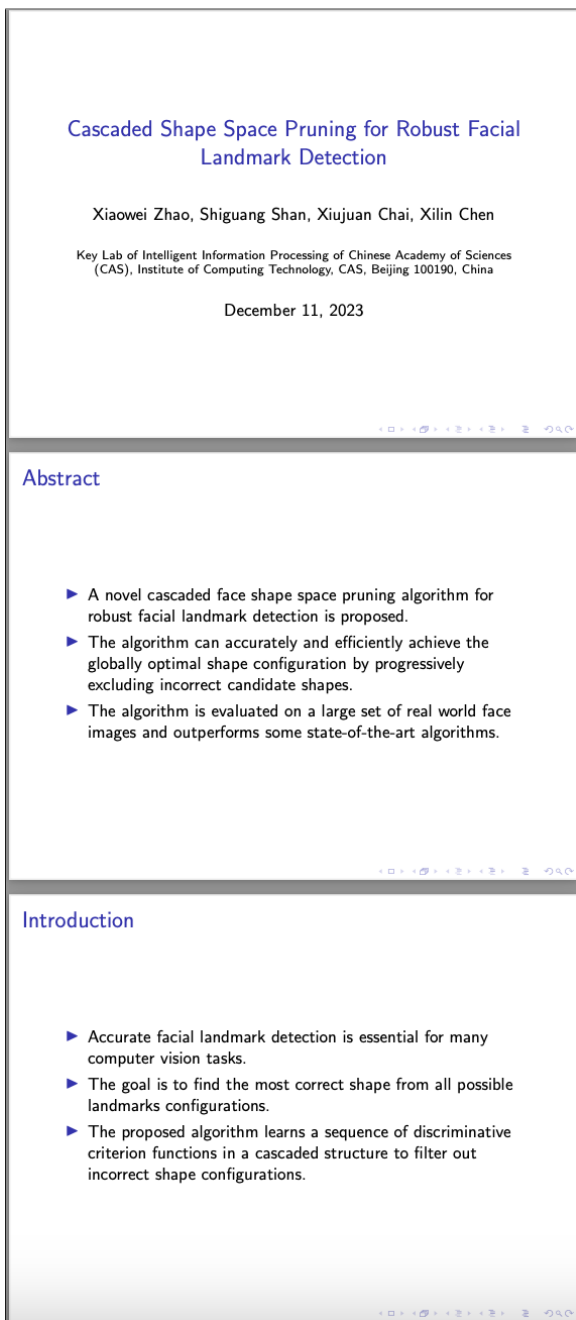 Cascaded Shape Space Pruning for Robust Facial
Landmark Detection
Xiaowei Zhao, Shiguang Shan, Xiujuan Chai, Xilin Chen
Key Lab of Intelligent Information Processing of Chinese Academy of Sciences
(CAS), Institute of Computing Technology, CAS, Beijing 100190, China
December 11, 2023
Abstract
A novel cascaded face shape space pruning algorithm for
robust facial landmark detection is proposed.
The algorithm can accurately and efficiently achieve the
globally optimal shape configuration by progressively
excluding incorrect candidate shapes.
The algorithm is evaluated on a large set of real world face
images and outperforms some state-of-the-art algorithms.
Introduction
Accurate facial landmark detection is essential for many
computer vision tasks.
The goal is to find the most correct shape from all possible
landmarks configurations.
The proposed algorithm learns a sequence of discriminative
criterion functions in a cascaded structure to filter out
incorrect shape configurations.